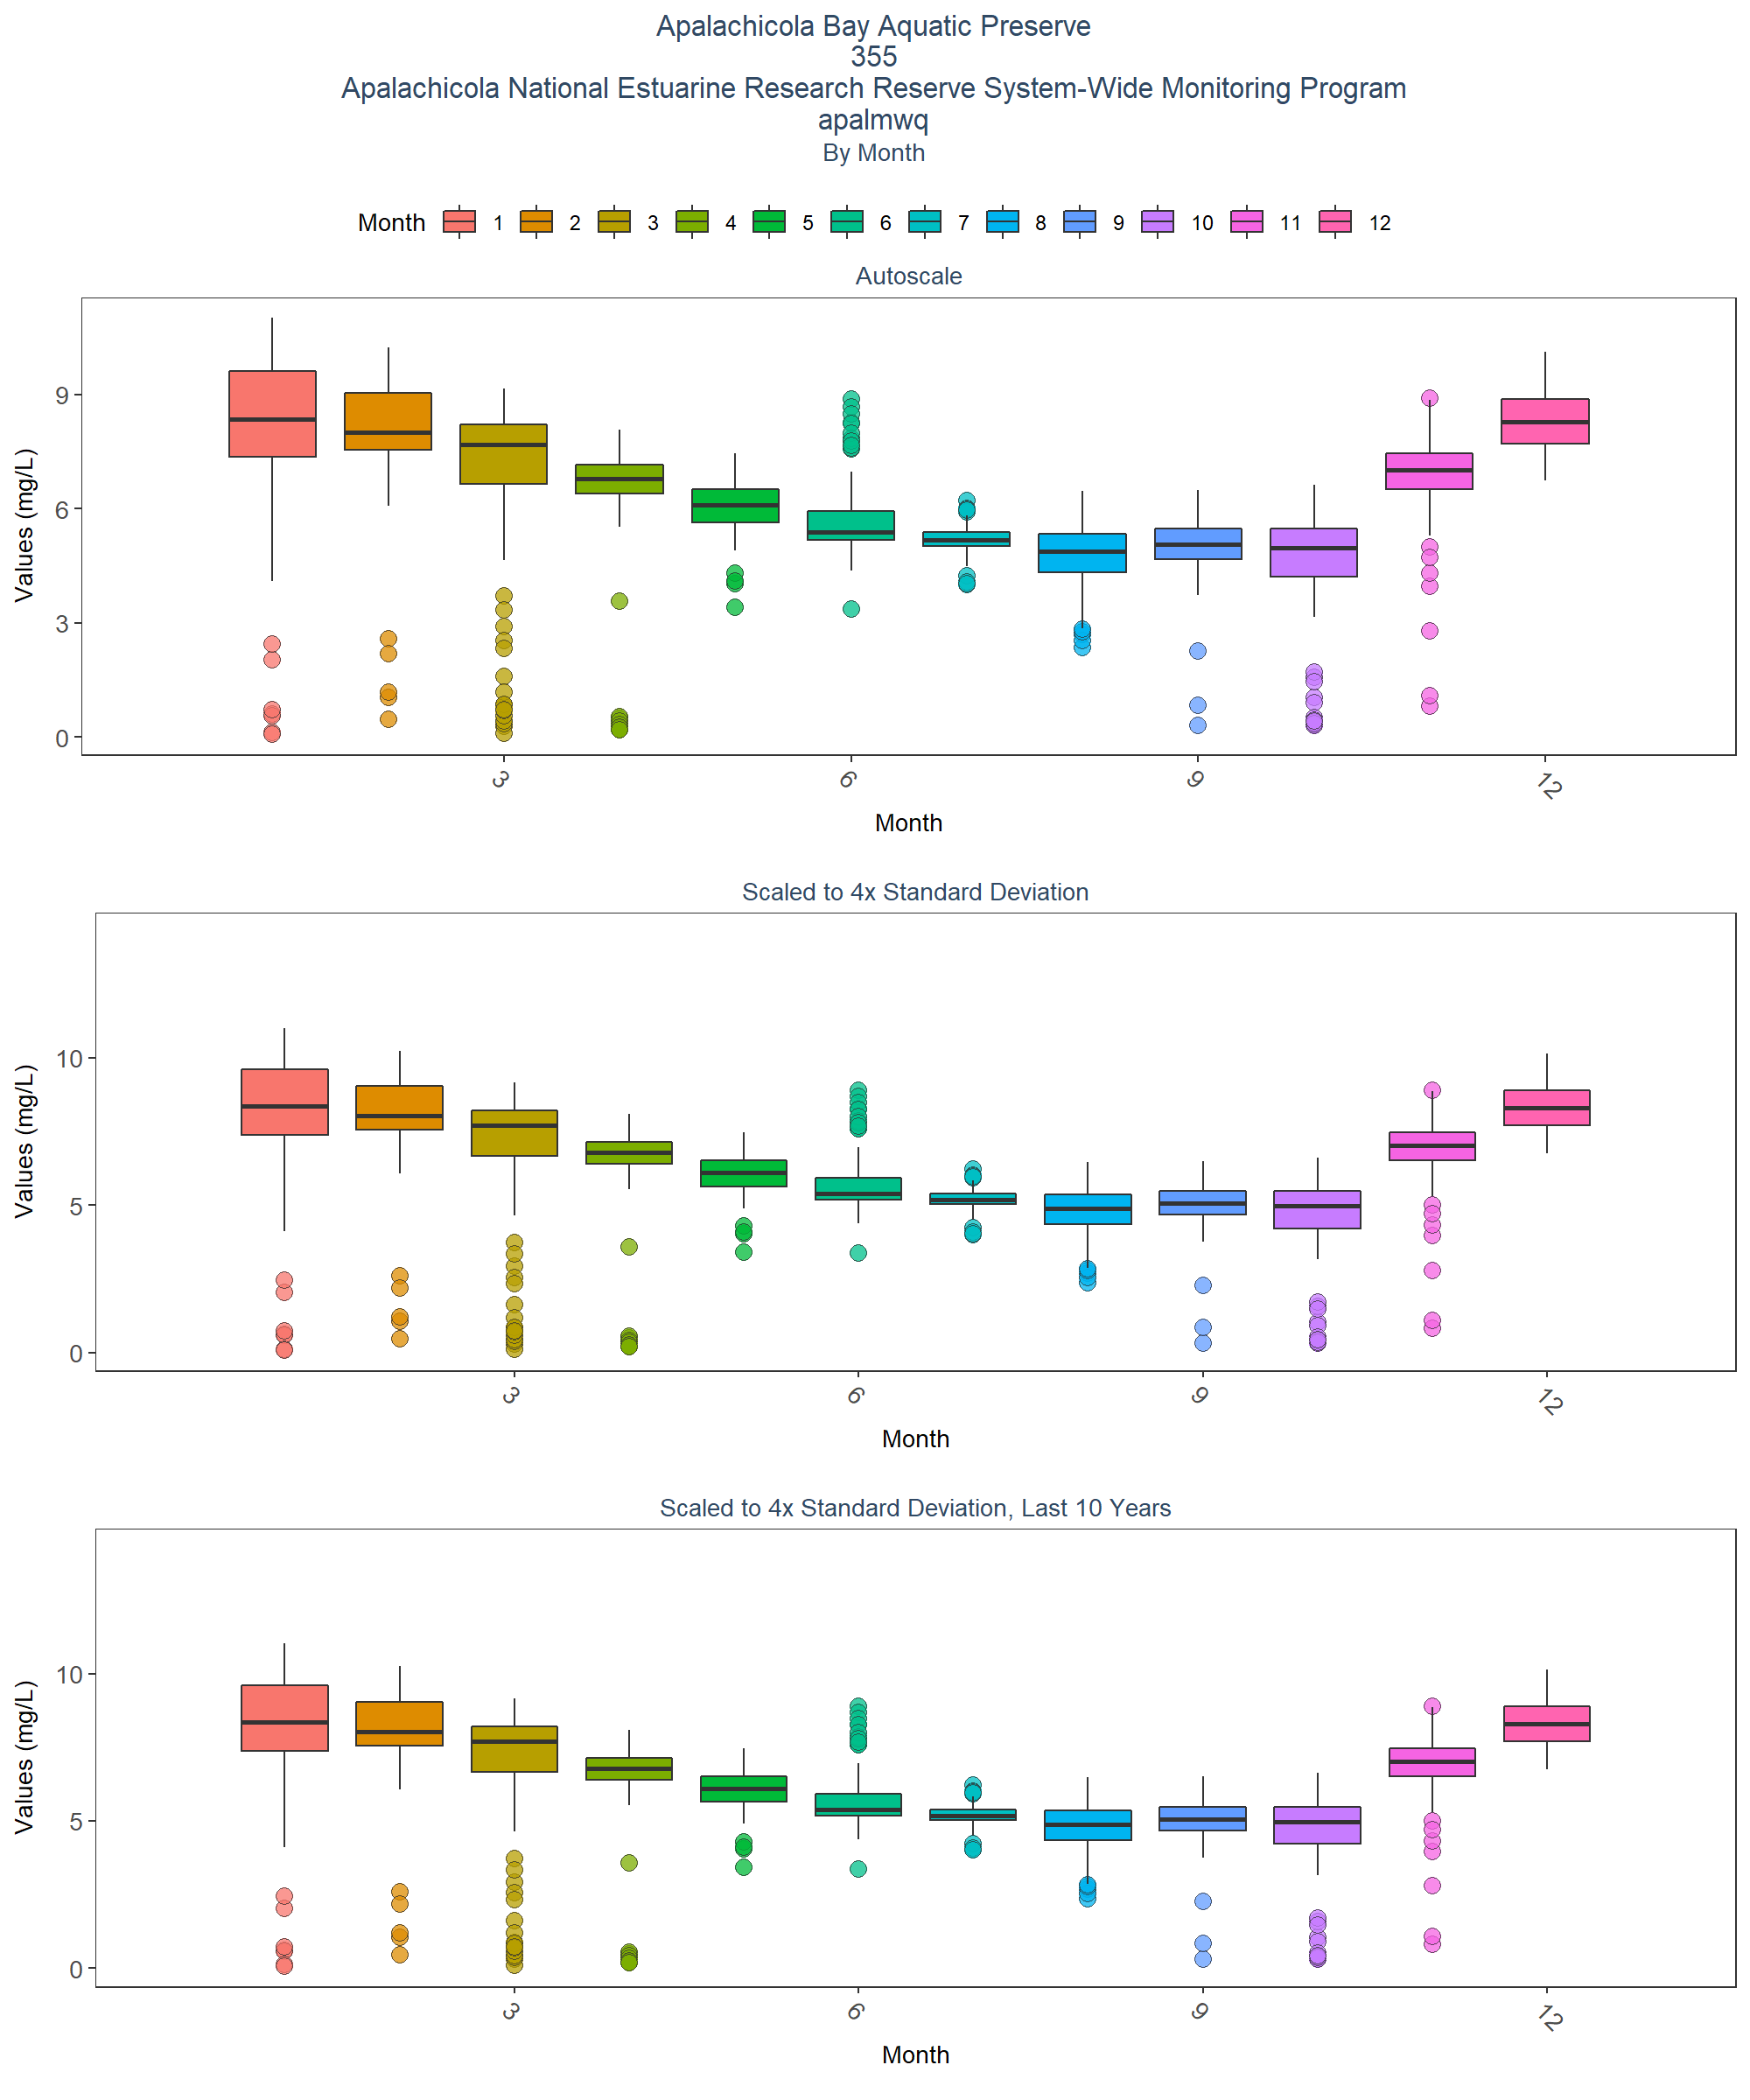 Apalachicola Bay Aquatic Preserve
355
Apalachicola National Estuarine Research Reserve System-Wide Monitoring Program
apalmwq
By Month
Month 1 2 3 4 5 6 7 8 9 10 11 12
Autoscale
Values (mg/L)
9
6
3
0
3 6 9 12
Month
Scaled to 4x Standard Deviation
Values (mg/L)
10
5
0
3 6 9 12
Month
Scaled to 4x Standard Deviation, Last 10 Years
Values (mg/L)
10
5
0
3 6 9 12
Month